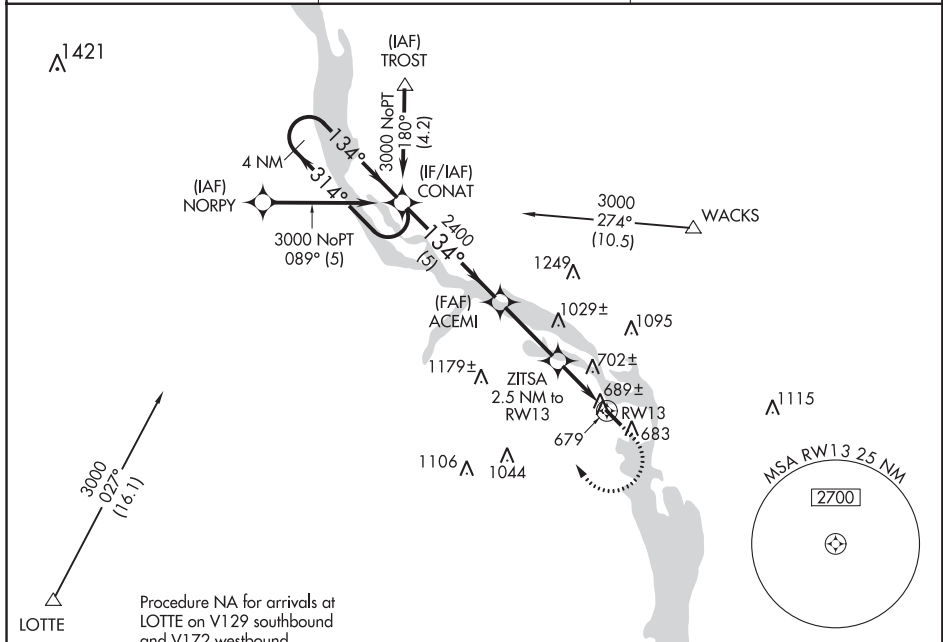 1421
(IAF)
TROST
3000 NoPT
180°
(4.2)
134°
4 NM
314°
(IF/IAF)
CONAT
(IAF)
NORPY
3000 NoPT
089° (5)
2400
134°
(5)
3000
274°
(10.5)
WACKS
1249
(FAF)
ACEMI
1029±
1095
1179±
ZITSA
2.5 NM to
RW13
702±
689±
RW13
679
683
1115
1106
1044
3000
027°
(16.1)
MSA RW13 25 NM
2700
LOTTE
Procedure NA for arrivals at
LOTTE on V129 southbound
and V172 westbound